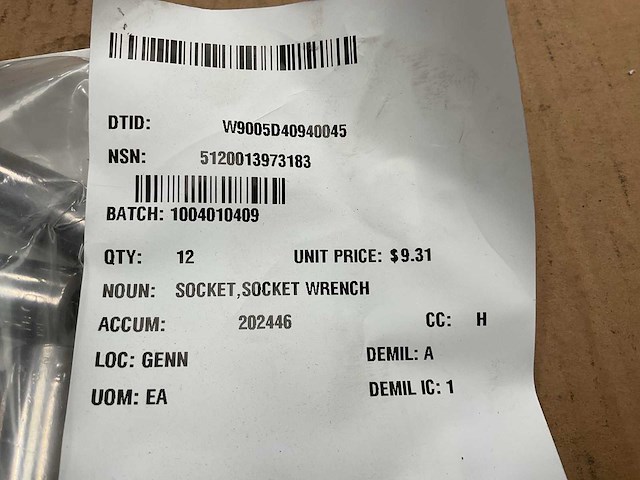 DTID: W9005D40940045
NSN: 5120013973183
BATCH: 1004010409
QTY: 12 UNIT PRICE: $9.31
NOUN: SOCKET,SOCKET WRENCH
ACCUM: 202446 CC: H
LOC: GENN DEMIL: A
UOM: EA DEMIL IC: 1